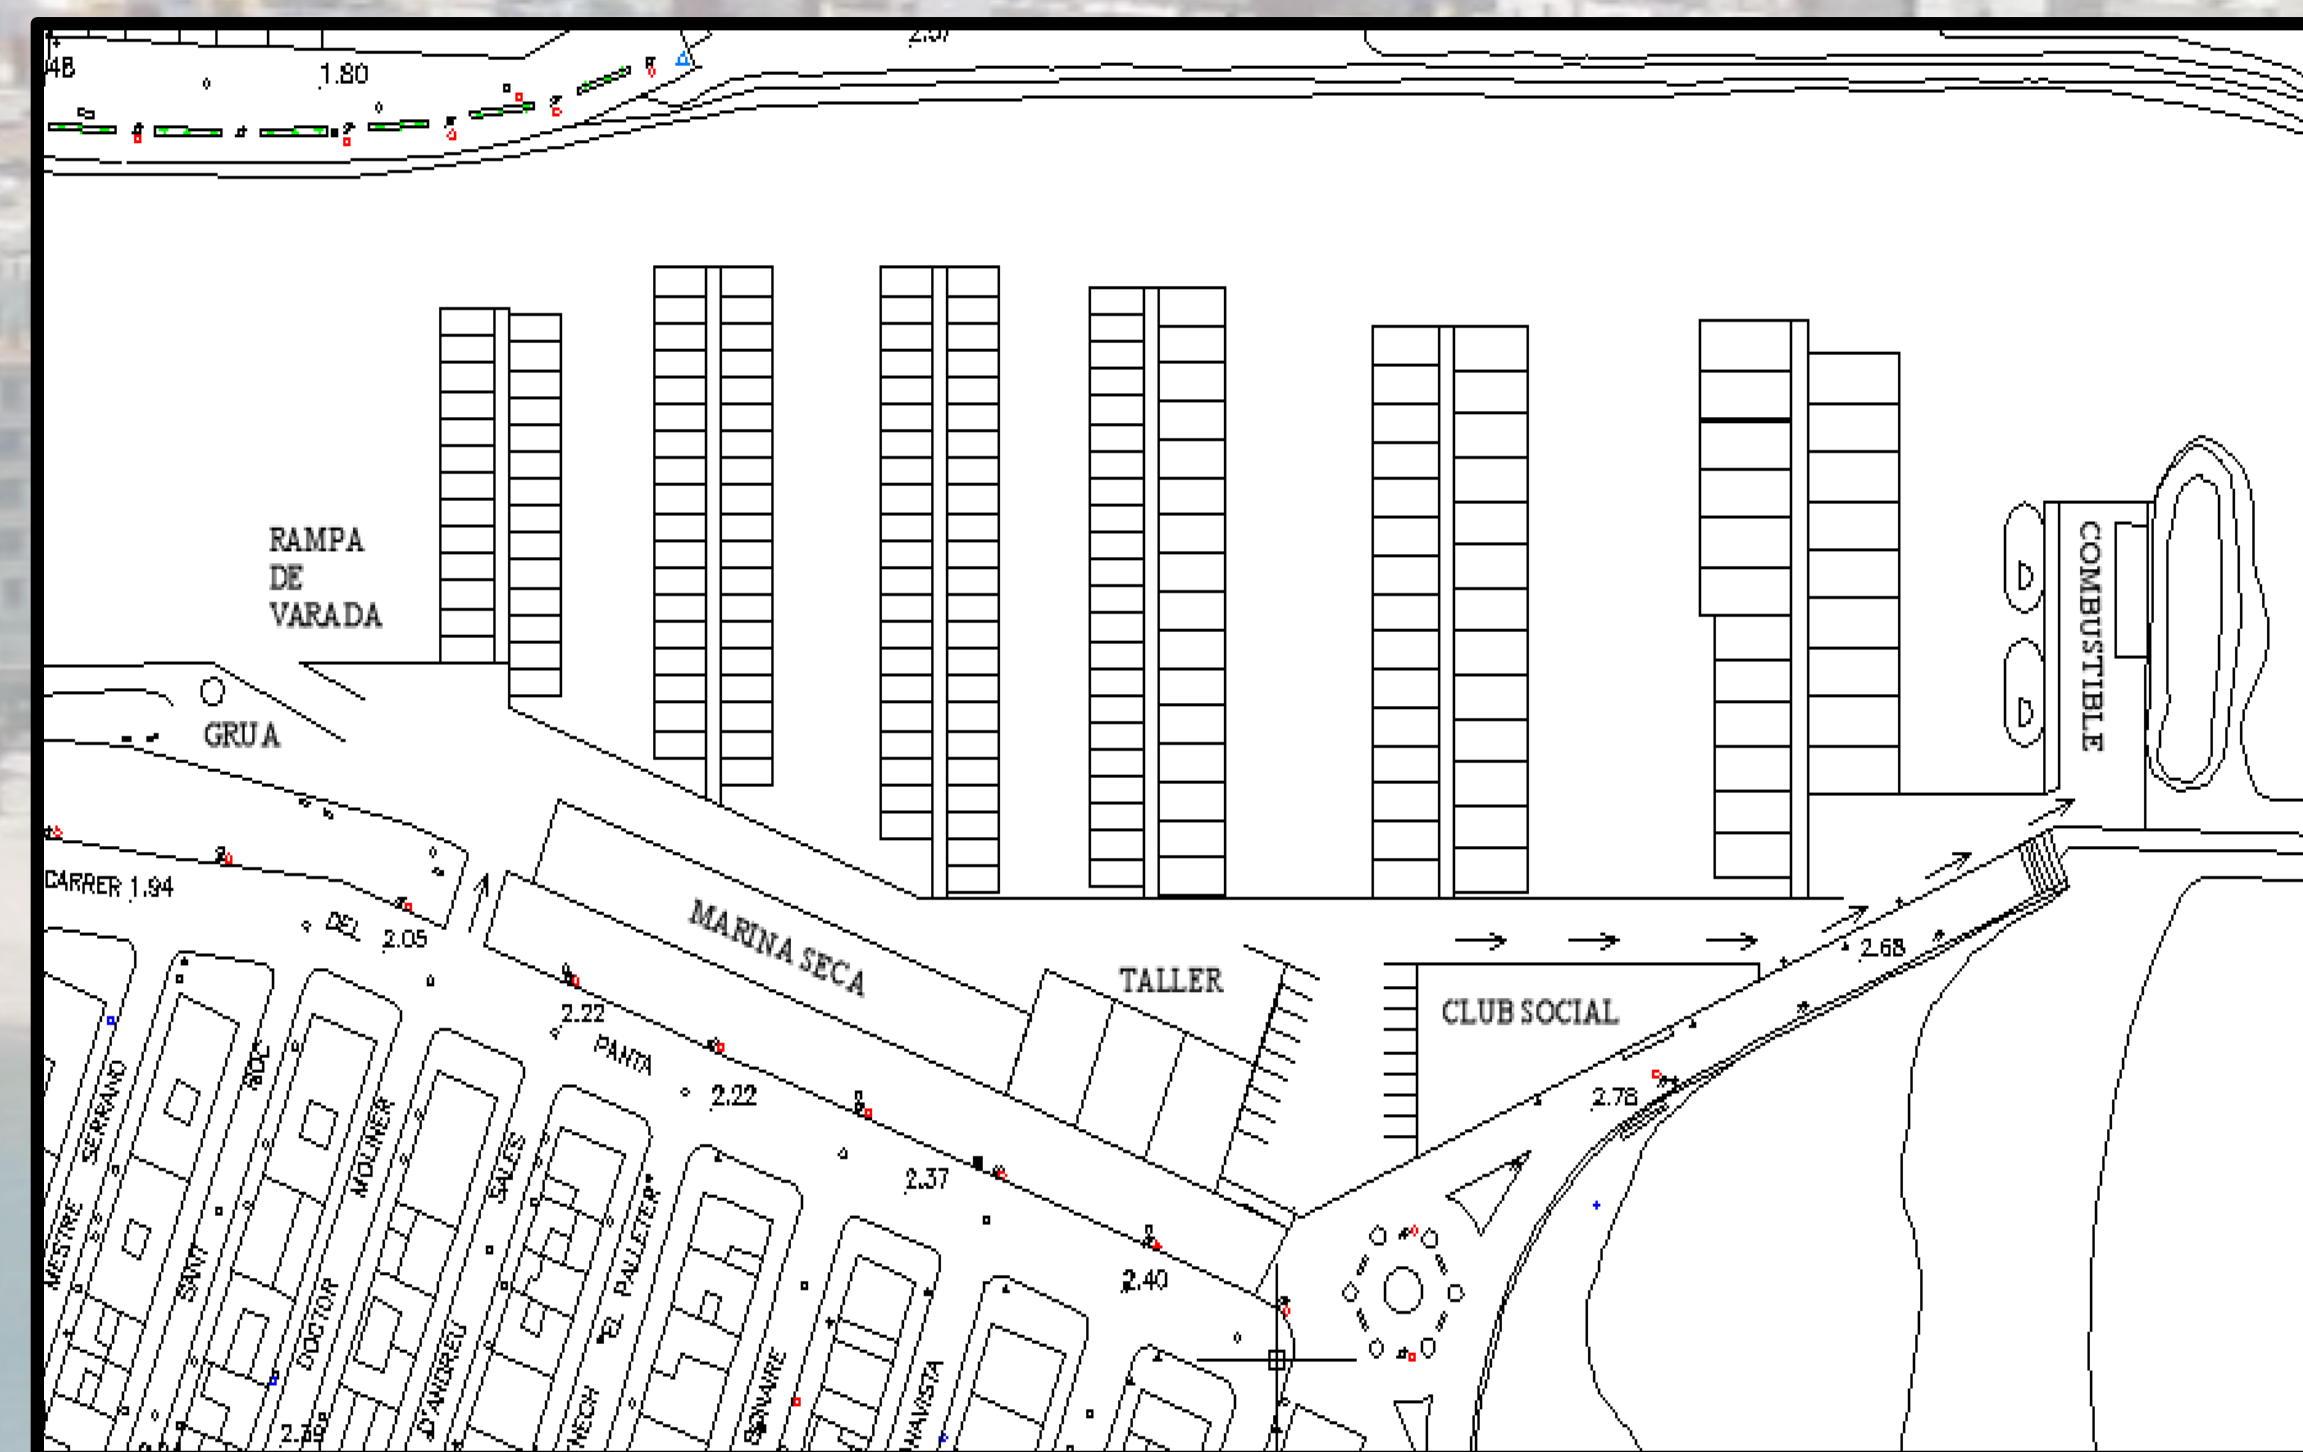 1.80
RAMPA
DE
VARADA
GRUA
COMBUSTIBLE
CARRER 1.94
DEL 2.05
MARINA SECA
TALLER
CLUB SOCIAL
2.68
2.22
PANTA
2.22
2.78
2.37
2.40
MESTRE SERRANO
SANT ROC
DOCTOR MOLINER
D'ANDREU SALES
"EL PALLETER"
BONAIRE